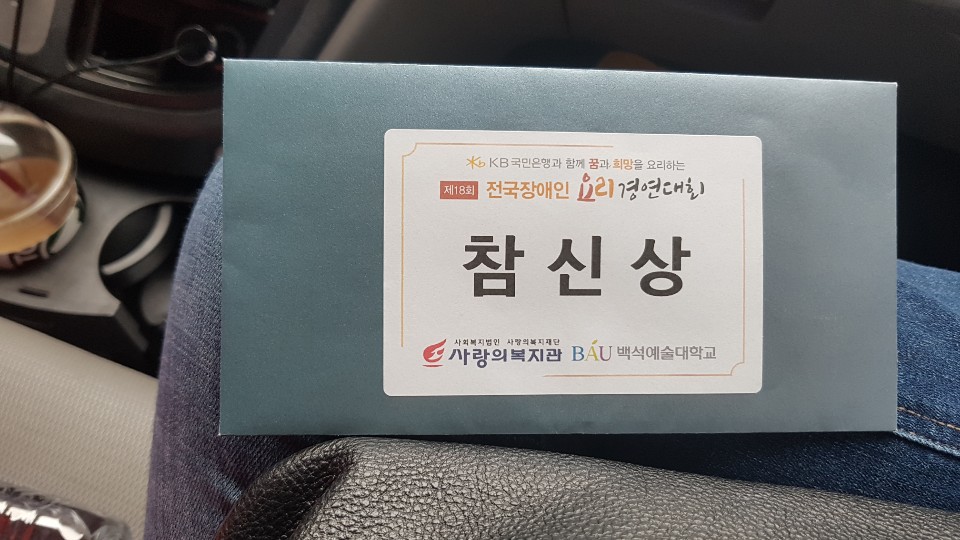 KB 국민은행과 함께 꿈과 희망을 요리하는
제18회 전국장애인 요리경연대회
참신상
사회복지법인 사랑의복지재단
사랑의복지관 BAU 백석예술대학교